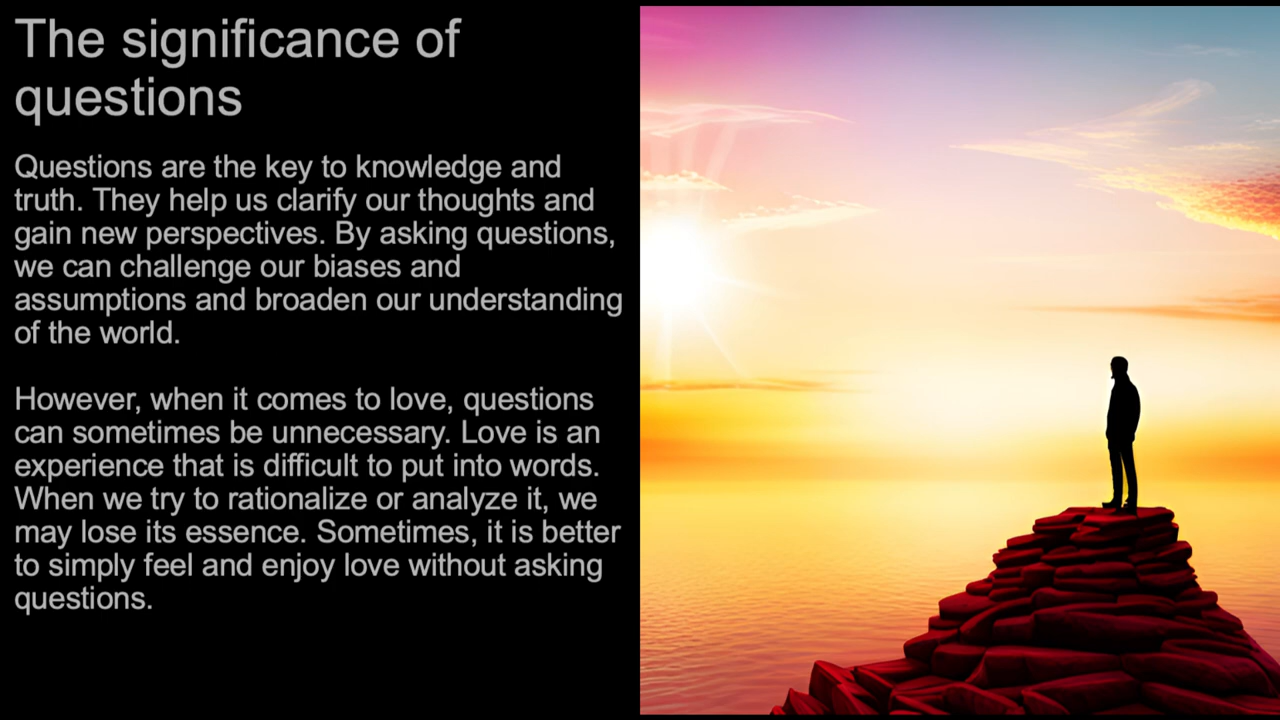 The significance of
questions
Questions are the key to knowledge and
truth. They help us clarify our thoughts and
gain new perspectives. By asking questions,
we can challenge our biases and
assumptions and broaden our understanding
of the world.
However, when it comes to love, questions
can sometimes be unnecessary. Love is an
experience that is difficult to put into words.
When we try to rationalize or analyze it, we
may lose its essence. Sometimes, it is better
to simply feel and enjoy love without asking
questions.